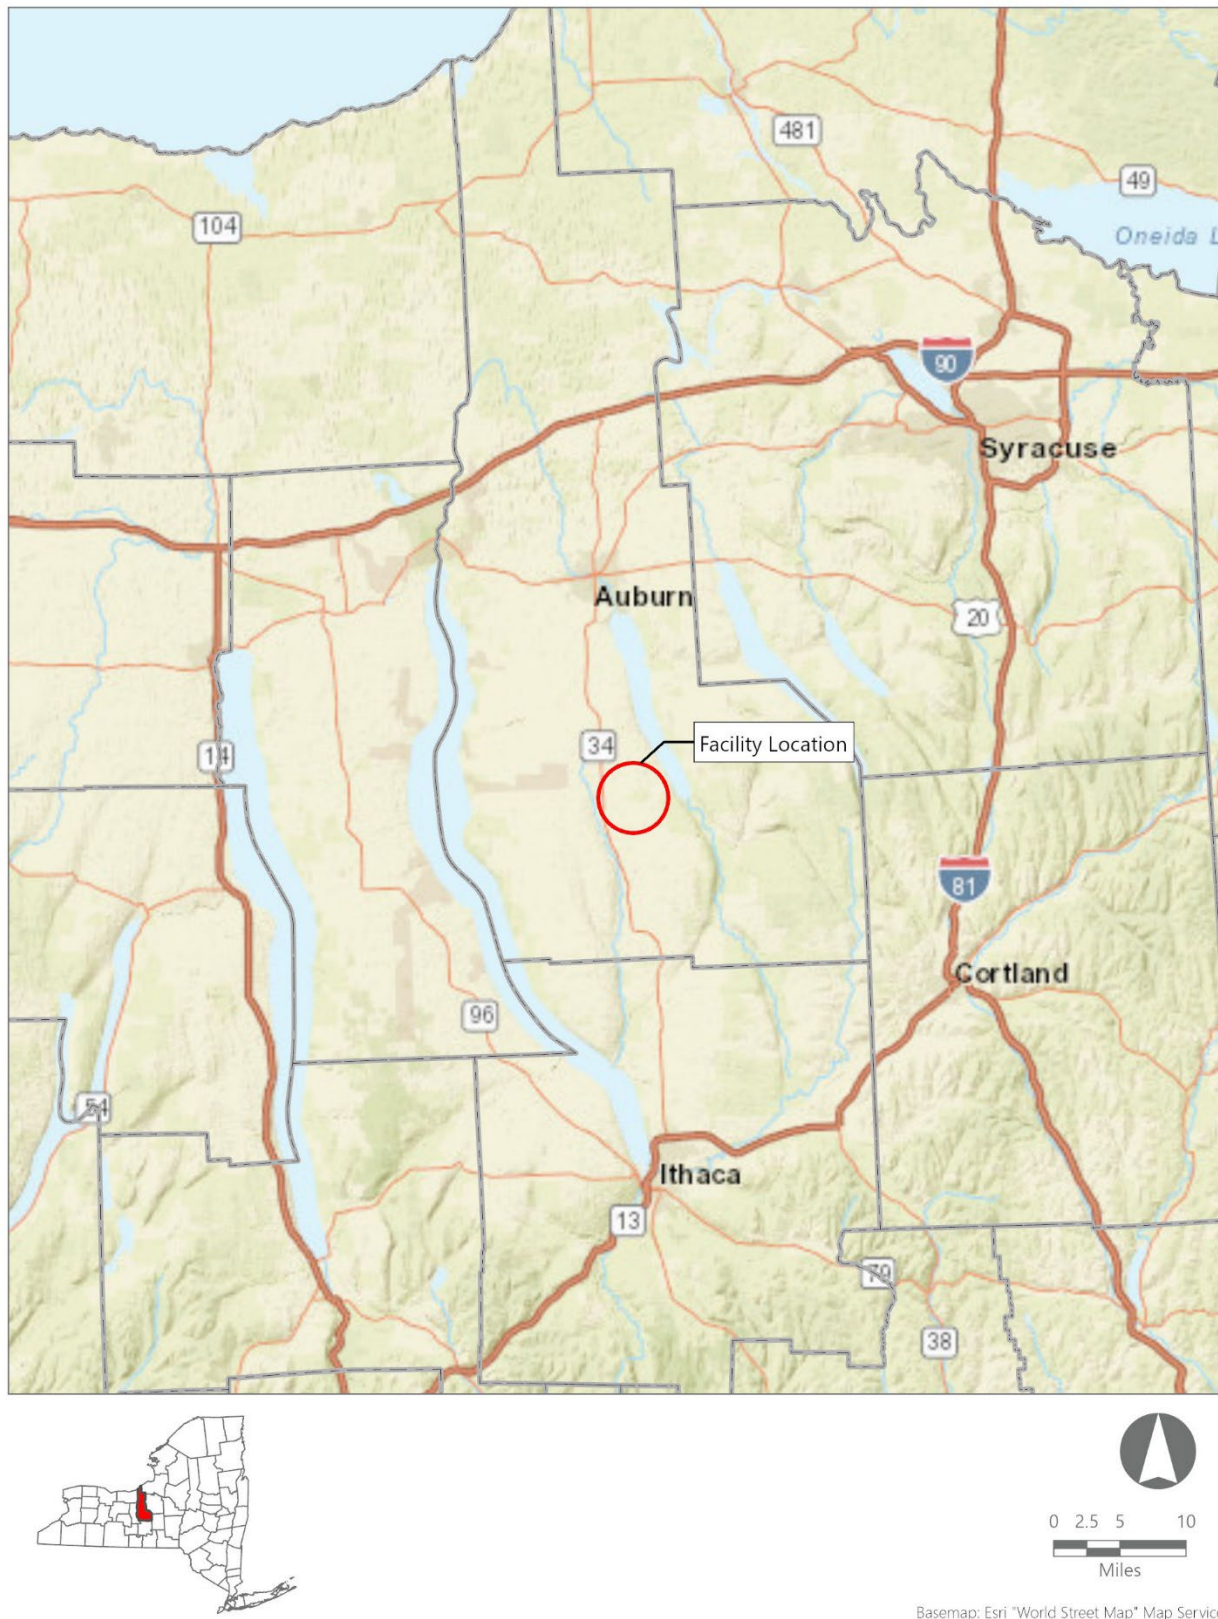 481
49
104
Oneida L
90
Syracuse
Auburn
20
34
Facility Location
14
81
Cortland
96
54
Ithaca
13
79
38
0 2.5 5 10
Miles
Basemap: Esri "World Street Map" Map Servic